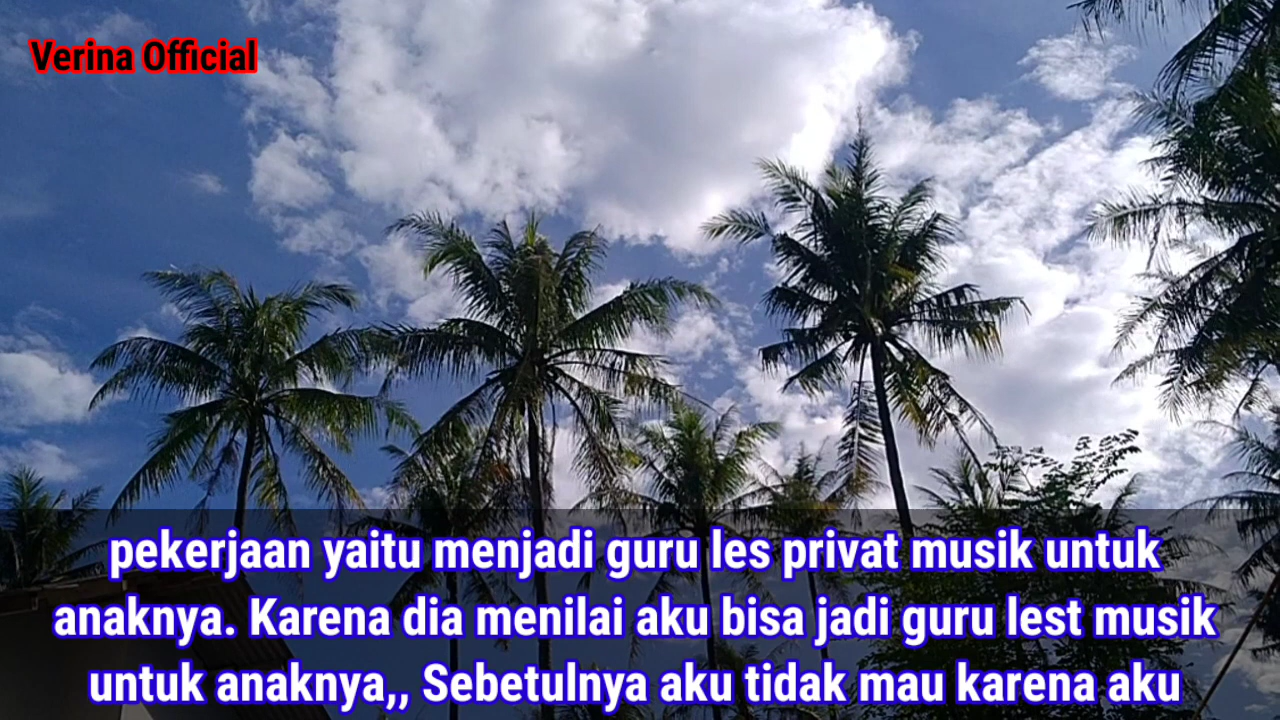 Verina Official
pekerjaan yaitu menjadi guru les privat musik untuk
anaknya. Karena dia menilai aku bisa jadi guru lest musik
untuk anaknya,, Sebetulnya aku tidak mau karena aku